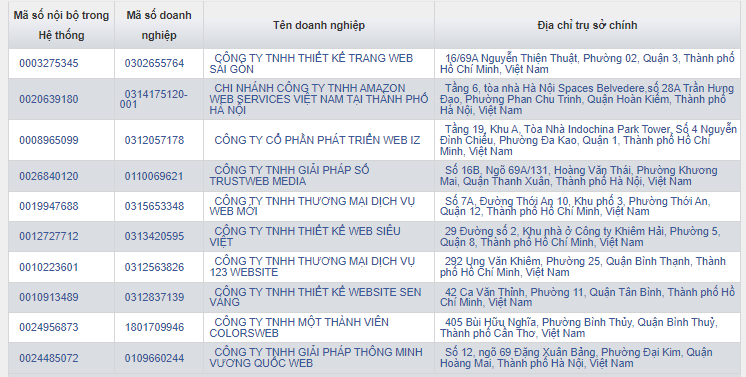 Mã số nội bộ trong
Hệ thống
Mã số doanh
nghiệp
Tên doanh nghiệp
Địa chỉ trụ sở chính
0003275345
0302655764
CÔNG TY TNHH THIẾT KẾ TRANG WEB
SÀI GÒN
16/69A Nguyễn Thiện Thuật, Phường 02, Quận 3, Thành phố
Hồ Chí Minh, Việt Nam
0020639180
0314175120-
001
CHI NHÁNH CÔNG TY TNHH AMAZON
WEB SERVICES VIỆT NAM TẠI THÀNH PHỐ
HÀ NỘI
Tầng 6, tòa nhà Hà Nội Spaces Belvedere,số 28A Trần Hưng
Đạo, Phường Phan Chu Trinh, Quận Hoàn Kiếm, Thành phố
Hà Nội, Việt Nam
0008965099
0312057178
CÔNG TY CỔ PHẦN PHÁT TRIỂN WEB IZ
Tầng 19, Khu A, Tòa Nhà Indochina Park Tower, Số 4 Nguyễn
Đình Chiểu, Phường Đa Kao, Quận 1, Thành phố Hồ Chí
Minh, Việt Nam
0026840120
0110069621
CÔNG TY TNHH GIẢI PHÁP SỐ
TRUSTWEB MEDIA
Số 16B, Ngõ 69A/131, Hoàng Văn Thái, Phường Khương
Mai, Quận Thanh Xuân, Thành phố Hà Nội, Việt Nam
0019947688
0315653348
CÔNG TY TNHH THƯƠNG MẠI DỊCH VỤ
WEB MỚI
Số 7A, Đường Thới An 10, Khu phố 3, Phường Thới An,
Quận 12, Thành phố Hồ Chí Minh, Việt Nam
0012727712
0313420595
CÔNG TY TNHH THIẾT KẾ WEB SIÊU
VIỆT
29 Đường số 2, Khu nhà ở Công ty Khiêm Hải, Phường 5,
Quận 8, Thành phố Hồ Chí Minh, Việt Nam
0010223601
0312563826
CÔNG TY TNHH THƯƠNG MẠI DỊCH VỤ
123 WEBSITE
292 Ung Văn Khiêm, Phường 25, Quận Bình Thạnh, Thành
phố Hồ Chí Minh, Việt Nam
0010913489
0312837139
CÔNG TY TNHH THIẾT KẾ WEBSITE SEN
VÀNG
42 Ca Văn Thỉnh, Phường 11, Quận Tân Bình, Thành phố Hồ
Chí Minh, Việt Nam
0024956873
1801709946
CÔNG TY TNHH MỘT THÀNH VIÊN
COLORSWEB
405 Bùi Hữu Nghĩa, Phường Bình Thủy, Quận Bình Thuỷ,
Thành phố Cần Thơ, Việt Nam
0024485072
0109660244
CÔNG TY TNHH GIẢI PHÁP THÔNG MINH
VƯƠNG QUỐC WEB
Số 12, ngõ 69 Đặng Xuân Bảng, Phường Đại Kim, Quận
Hoàng Mai, Thành phố Hà Nội, Việt Nam